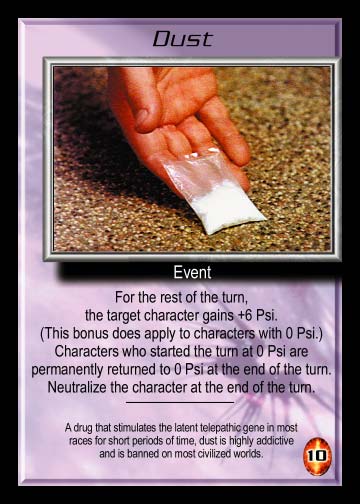 Dust
Event
For the rest of the turn,
the target character gains +6 Psi.
(This bonus does apply to characters with 0 Psi.)
Characters who started the turn at 0 Psi are
permanently returned to 0 Psi at the end of the turn.
Neutralize the character at the end of the turn.
A drug that stimulates the latent telepathic gene in most
races for short periods of time, dust is highly addictive
and is banned on most civilized worlds.
10